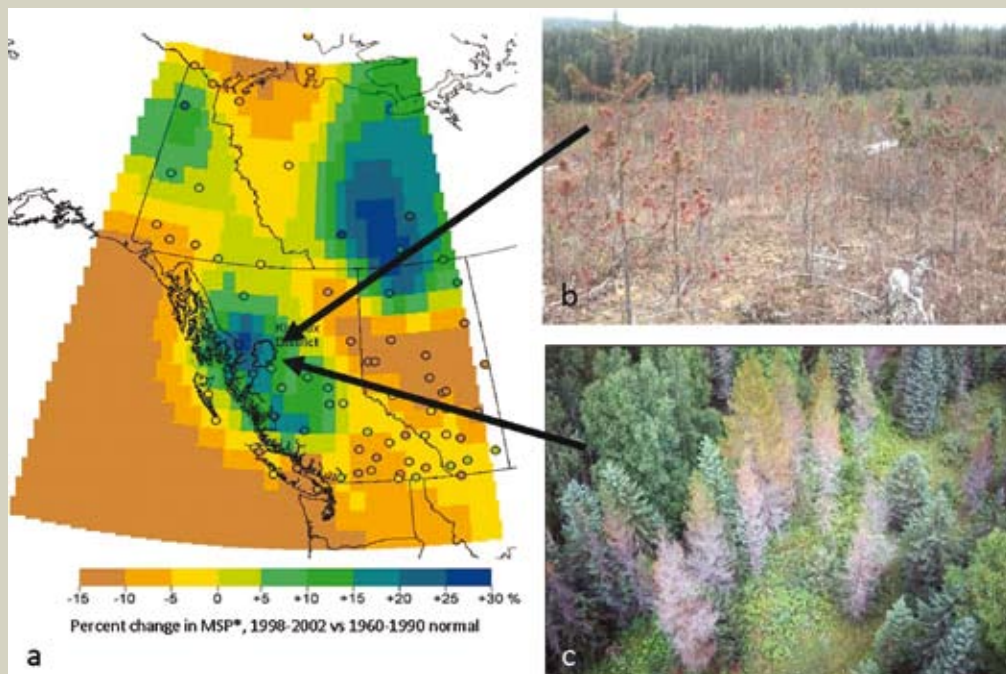 District
-15 -10 -5 0 +5 +10 +15 +20 +25 +30 %
Percent change in MSP*, 1998-2002 vs 1960-1990 normal
a
b
c